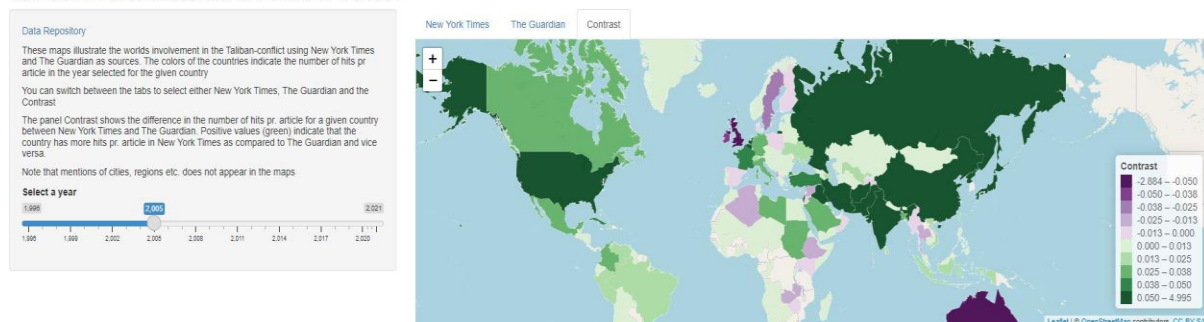 Data Repository
These maps illustrate the worlds involvement in the Taliban-conflict using New York Times
and The Guardian as sources. The colors of the countries indicate the number of hits pr
article in the year selected for the given country
You can switch between the tabs to select either New York Times, The Guardian and the
Contrast
The panel Contrast shows the difference in the number of hits pr. article for a given country
between New York Times and The Guardian. Positive values (green) indicate that the
country has more hits pr. article in New York Times as compared to The Guardian and vice
versa.
Note that mentions of cities, regions etc. does not appear in the maps
Select a year
1,996 2,005 2,021
1,996 1,999 2,002 2,005 2,008 2,011 2,014 2,017 2,020
New York Times The Guardian Contrast
+
−
Contrast
-2.884 – -0.050
-0.050 – -0.038
-0.038 – -0.025
-0.025 – -0.013
-0.013 – 0.000
0.000 – 0.013
0.013 – 0.025
0.025 – 0.038
0.038 – 0.050
0.050 – 4.995
Leaflet | © OpenStreetMap contributors, CC-BY-S